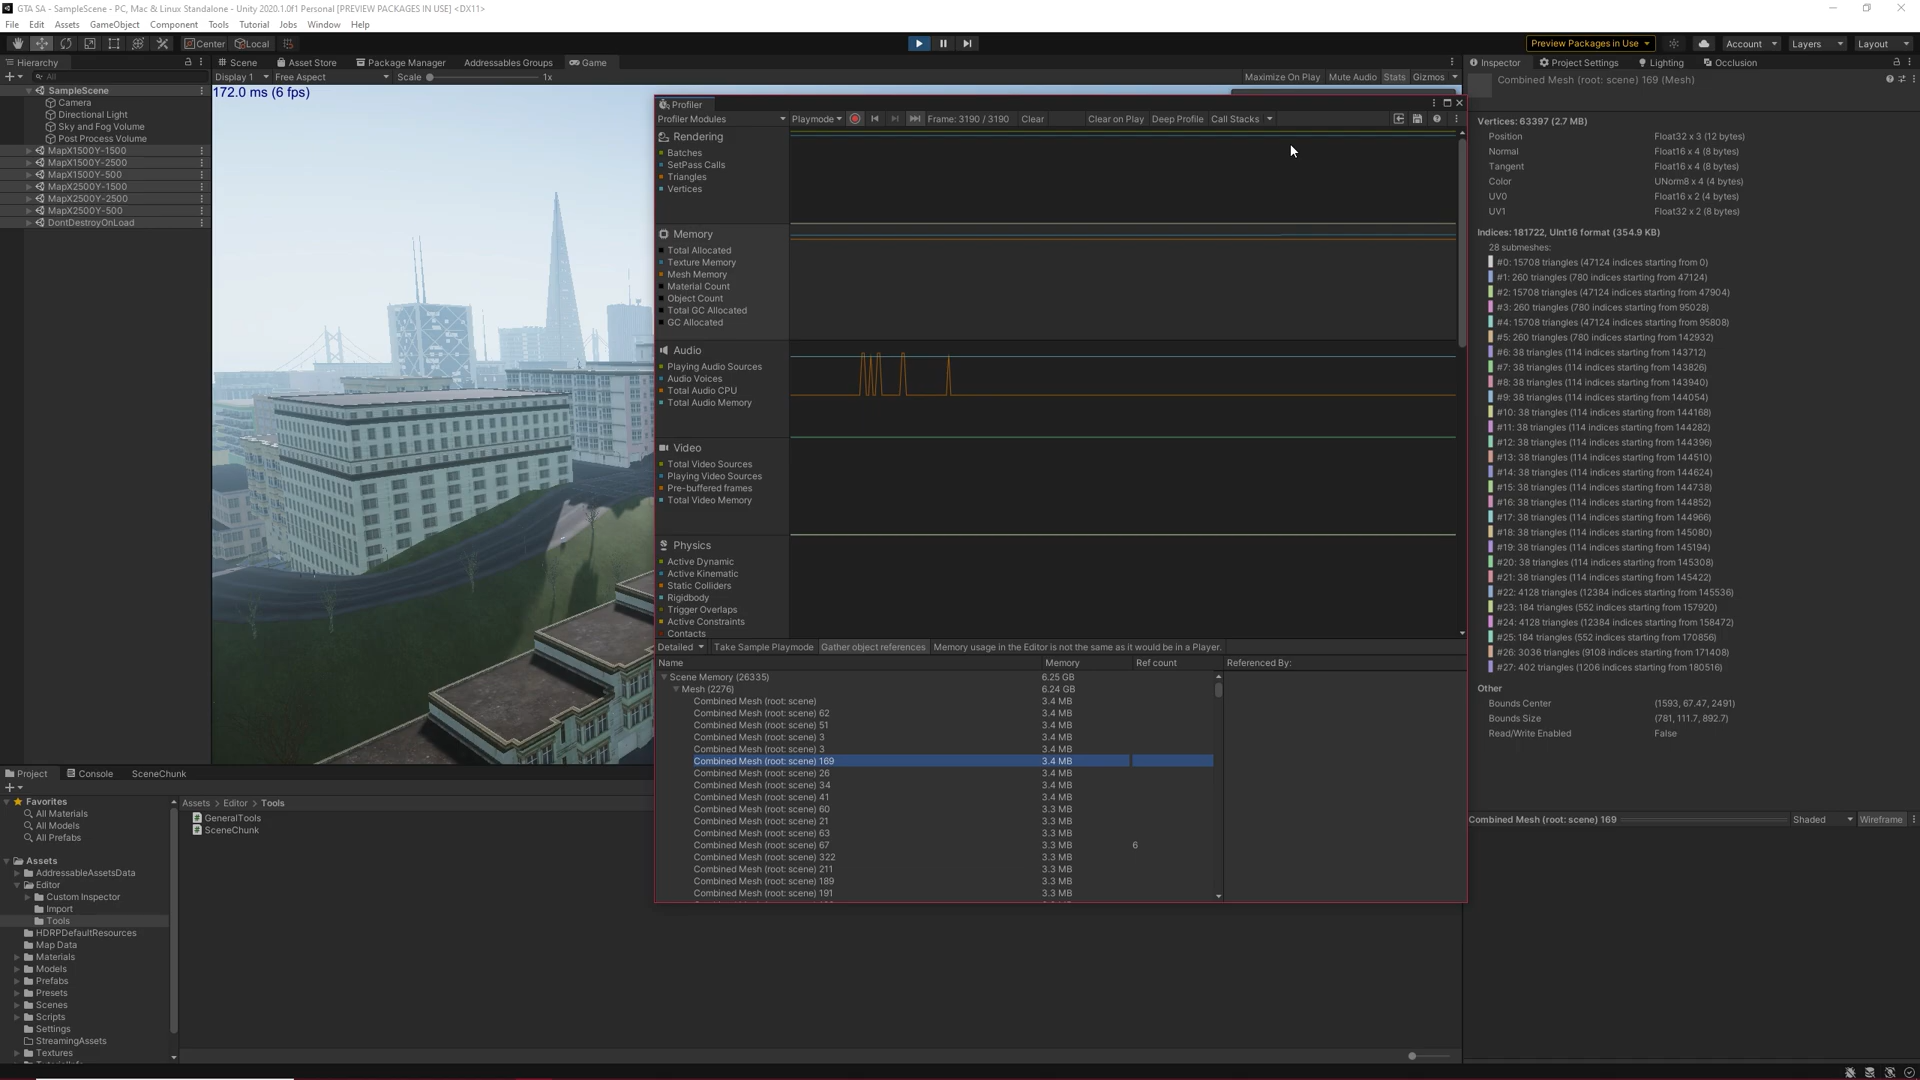 GTA SA - SampleScene - PC, Mac & Linux Standalone - Unity 2020.1.0f1 Personal [PREVIEW PACKAGES IN USE] <DX11>
File Edit Assets GameObject Component Tools Tutorial Jobs Window Help
Center Local Preview Packages in Use Account Layers Layout
Hierarchy Scene Asset Store Package Manager Addressables Groups Game Inspector Project Settings Lighting Occlusion
All Display 1 Free Aspect Scale 1x Maximize On Play Mute Audio Stats Gizmos Combined Mesh (root: scene) 169 (Mesh)
SampleScene
Camera
Directional Light
Sky and Fog Volume
Post Process Volume
MapX1500Y-1500
MapX1500Y-2500
MapX1500Y-500
MapX2500Y-1500
MapX2500Y-2500
MapX2500Y-500
DontDestroyOnLoad
172.0 ms (6 fps)
Profiler
Profiler Modules Playmode Frame: 3190 / 3190 Clear Clear on Play Deep Profile Call Stacks
Rendering
Batches
SetPass Calls
Triangles
Vertices
Memory
Total Allocated
Texture Memory
Mesh Memory
Material Count
Object Count
Total GC Allocated
GC Allocated
Audio
Playing Audio Sources
Audio Voices
Total Audio CPU
Total Audio Memory
Video
Total Video Sources
Playing Video Sources
Pre-buffered frames
Total Video Memory
Physics
Active Dynamic
Active Kinematic
Static Colliders
Rigidbody
Trigger Overlaps
Active Constraints
Contacts
Detailed Take Sample Playmode Gather object references Memory usage in the Editor is not the same as it would be in a Player.
Name Memory Ref count Referenced By:
Scene Memory (26335) 6.25 GB
Mesh (2276) 6.24 GB
Combined Mesh (root: scene) 3.4 MB
Combined Mesh (root: scene) 62 3.4 MB
Combined Mesh (root: scene) 51 3.4 MB
Combined Mesh (root: scene) 3 3.4 MB
Combined Mesh (root: scene) 3 3.4 MB
Combined Mesh (root: scene) 169 3.4 MB
Combined Mesh (root: scene) 26 3.4 MB
Combined Mesh (root: scene) 34 3.4 MB
Combined Mesh (root: scene) 41 3.4 MB
Combined Mesh (root: scene) 60 3.3 MB
Combined Mesh (root: scene) 21 3.3 MB
Combined Mesh (root: scene) 63 3.3 MB
Combined Mesh (root: scene) 67 3.3 MB 6
Combined Mesh (root: scene) 322 3.3 MB
Combined Mesh (root: scene) 211 3.3 MB
Combined Mesh (root: scene) 189 3.3 MB
Combined Mesh (root: scene) 191 3.3 MB
Vertices: 63397 (2.7 MB)
Position Float32 x 3 (12 bytes)
Normal Float16 x 4 (8 bytes)
Tangent Float16 x 4 (8 bytes)
Color UNorm8 x 4 (4 bytes)
UV0 Float16 x 2 (4 bytes)
UV1 Float32 x 2 (8 bytes)
Indices: 181722, UInt16 format (354.9 KB)
28 submeshes:
#0: 15708 triangles (47124 indices starting from 0)
#1: 260 triangles (780 indices starting from 47124)
#2: 15708 triangles (47124 indices starting from 47904)
#3: 260 triangles (780 indices starting from 95028)
#4: 15708 triangles (47124 indices starting from 95808)
#5: 260 triangles (780 indices starting from 142932)
#6: 38 triangles (114 indices starting from 143712)
#7: 38 triangles (114 indices starting from 143826)
#8: 38 triangles (114 indices starting from 143940)
#9: 38 triangles (114 indices starting from 144054)
#10: 38 triangles (114 indices starting from 144168)
#11: 38 triangles (114 indices starting from 144282)
#12: 38 triangles (114 indices starting from 144396)
#13: 38 triangles (114 indices starting from 144510)
#14: 38 triangles (114 indices starting from 144624)
#15: 38 triangles (114 indices starting from 144738)
#16: 38 triangles (114 indices starting from 144852)
#17: 38 triangles (114 indices starting from 144966)
#18: 38 triangles (114 indices starting from 145080)
#19: 38 triangles (114 indices starting from 145194)
#20: 38 triangles (114 indices starting from 145308)
#21: 38 triangles (114 indices starting from 145422)
#22: 4128 triangles (12384 indices starting from 145536)
#23: 184 triangles (552 indices starting from 157920)
#24: 4128 triangles (12384 indices starting from 158472)
#25: 184 triangles (552 indices starting from 170856)
#26: 3036 triangles (9108 indices starting from 171408)
#27: 402 triangles (1206 indices starting from 180516)
Other
Bounds Center (1593, 67.47, 2491)
Bounds Size (781, 111.7, 892.7)
Read/Write Enabled False
Combined Mesh (root: scene) 169 Shaded Wireframe
Project Console SceneChunk
Favorites
All Materials
All Models
All Prefabs
Assets
AddressableAssetsData
Editor
Custom Inspector
Import
Tools
HDRPDefaultResources
Map Data
Materials
Models
Prefabs
Presets
Scenes
Scripts
Settings
StreamingAssets
Textures
Assets > Editor > Tools
GeneralTools
SceneChunk